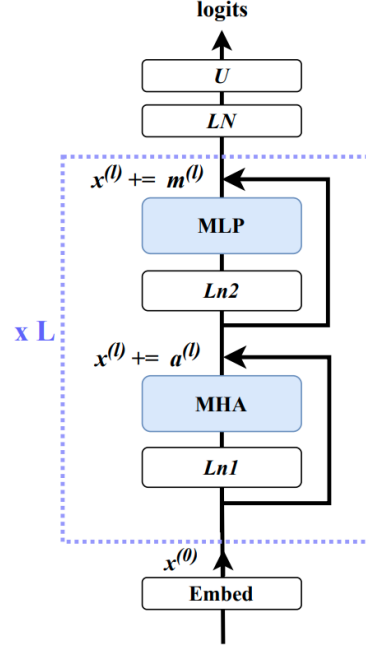 logits
U
LN
x^(l) += m^(l)
MLP
Ln2
x L
x^(l) += a^(l)
MHA
Ln1
x^(0)
Embed